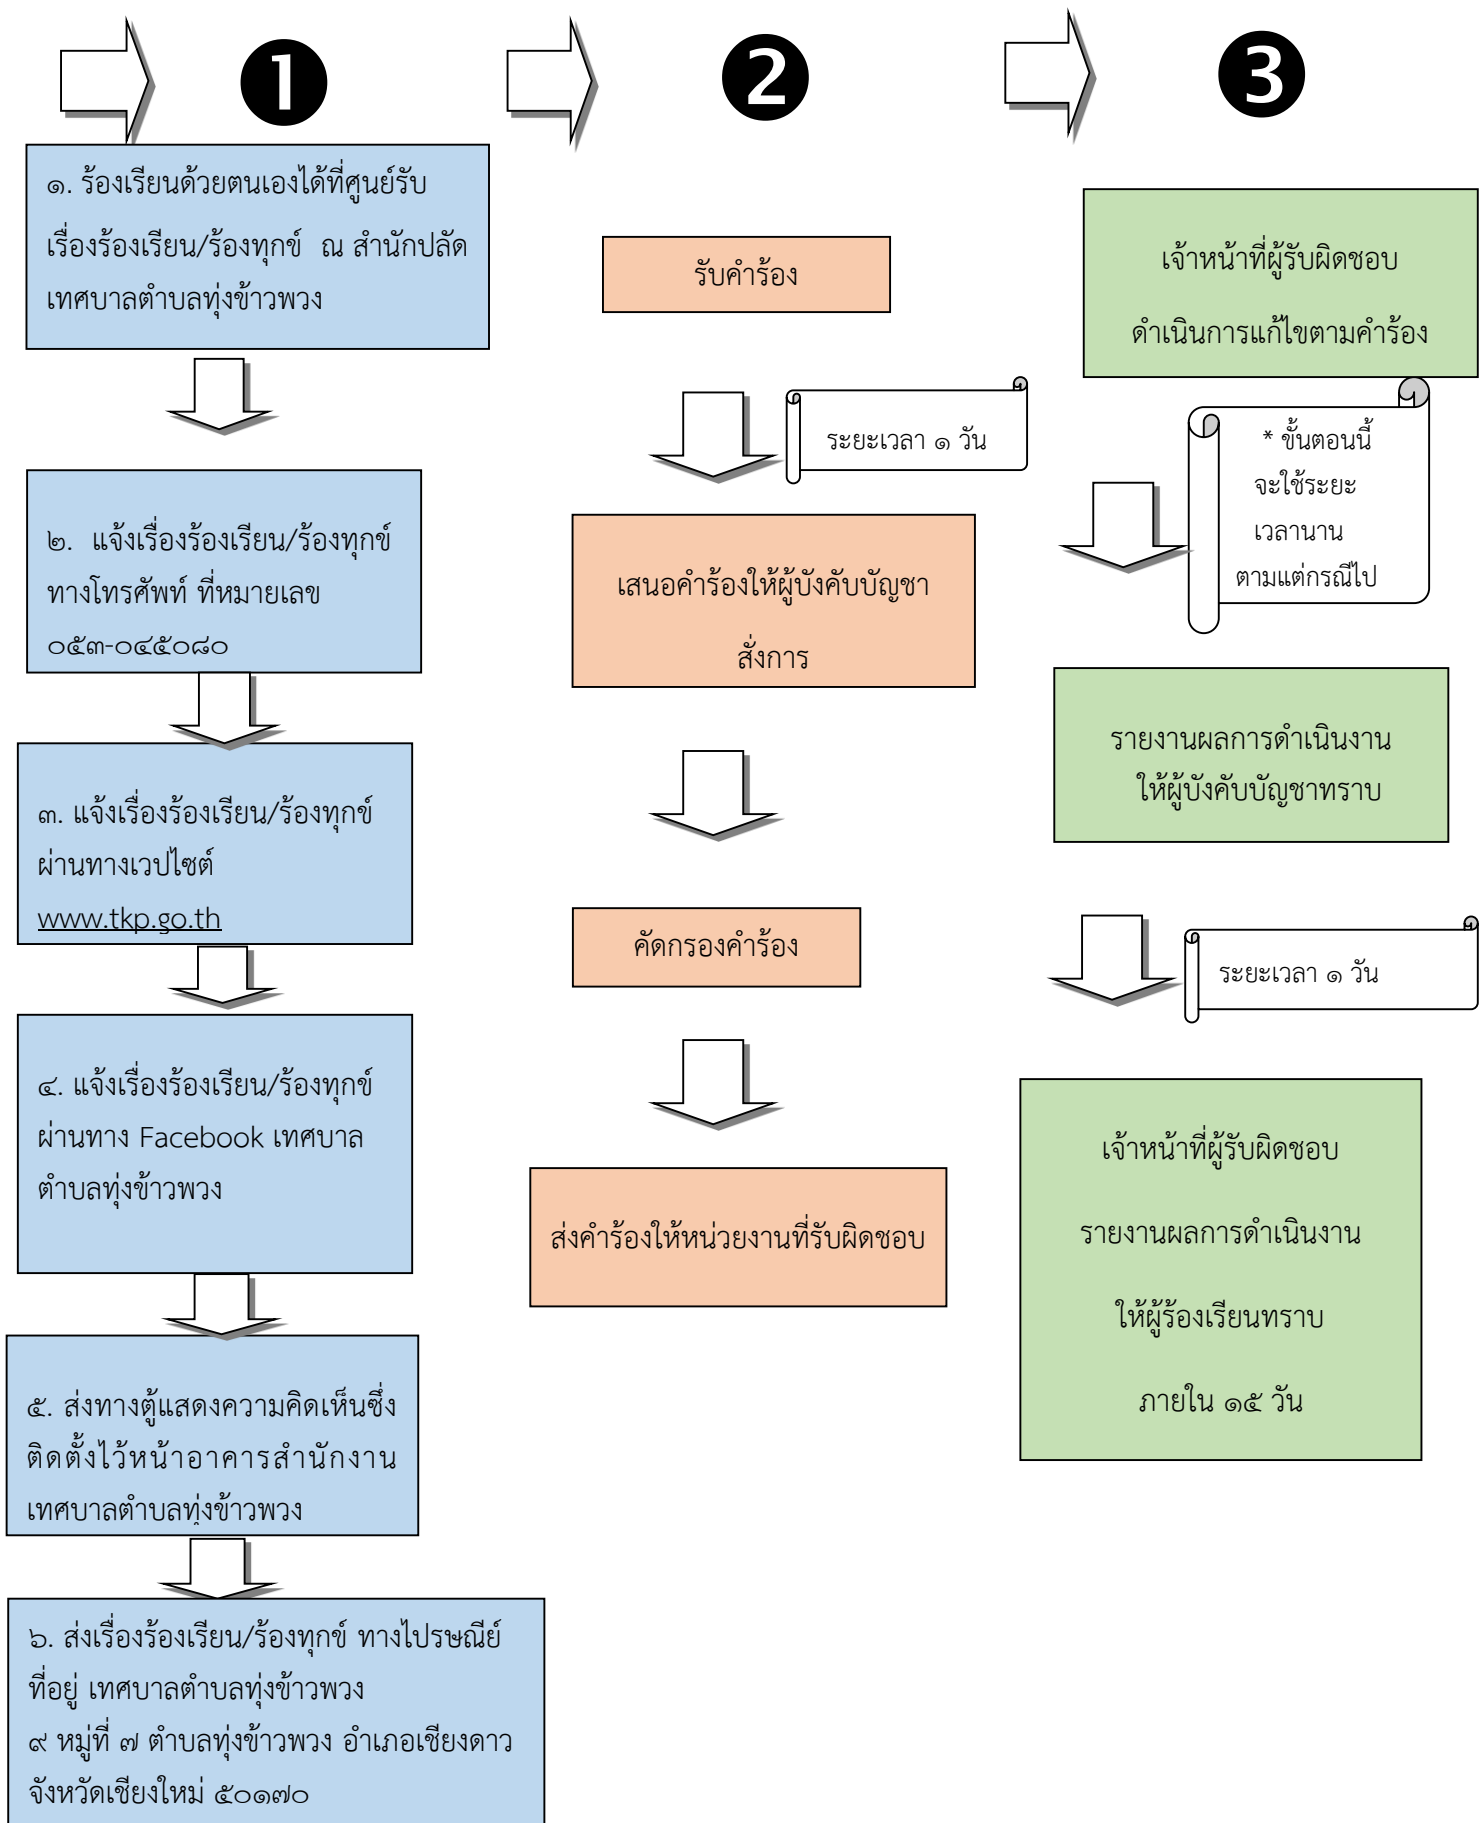 ❶
๑. ร้องเรียนด้วยตนเองได้ที่ศูนย์รับ
เรื่องร้องเรียน/ร้องทุกข์ ณ สำนักปลัด
เทศบาลตำบลทุ่งข้าวพวง
๒. แจ้งเรื่องร้องเรียน/ร้องทุกข์
ทางโทรศัพท์ ที่หมายเลข
๐๕๓-๐๔๕๐๘๐
๓. แจ้งเรื่องร้องเรียน/ร้องทุกข์
ผ่านทางเวปไซต์
www.tkp.go.th
๔. แจ้งเรื่องร้องเรียน/ร้องทุกข์
ผ่านทาง Facebook เทศบาล
ตำบลทุ่งข้าวพวง
๕. ส่งทางตู้แสดงความคิดเห็นซึ่ง
ติดตั้งไว้หน้าอาคารสำนักงาน
เทศบาลตำบลทุ่งข้าวพวง
๖. ส่งเรื่องร้องเรียน/ร้องทุกข์ ทางไปรษณีย์
ที่อยู่ เทศบาลตำบลทุ่งข้าวพวง
๙ หมู่ที่ ๗ ตำบลทุ่งข้าวพวง อำเภอเชียงดาว
จังหวัดเชียงใหม่ ๕๐๑๗๐
❷
รับคำร้อง
ระยะเวลา ๑ วัน
เสนอคำร้องให้ผู้บังคับบัญชา
สั่งการ
คัดกรองคำร้อง
ส่งคำร้องให้หน่วยงานที่รับผิดชอบ
❸
เจ้าหน้าที่ผู้รับผิดชอบ
ดำเนินการแก้ไขตามคำร้อง
* ขั้นตอนนี้
จะใช้ระยะ
เวลานาน
ตามแต่กรณีไป
รายงานผลการดำเนินงาน
ให้ผู้บังคับบัญชาทราบ
ระยะเวลา ๑ วัน
เจ้าหน้าที่ผู้รับผิดชอบ
รายงานผลการดำเนินงาน
ให้ผู้ร้องเรียนทราบ
ภายใน ๑๕ วัน